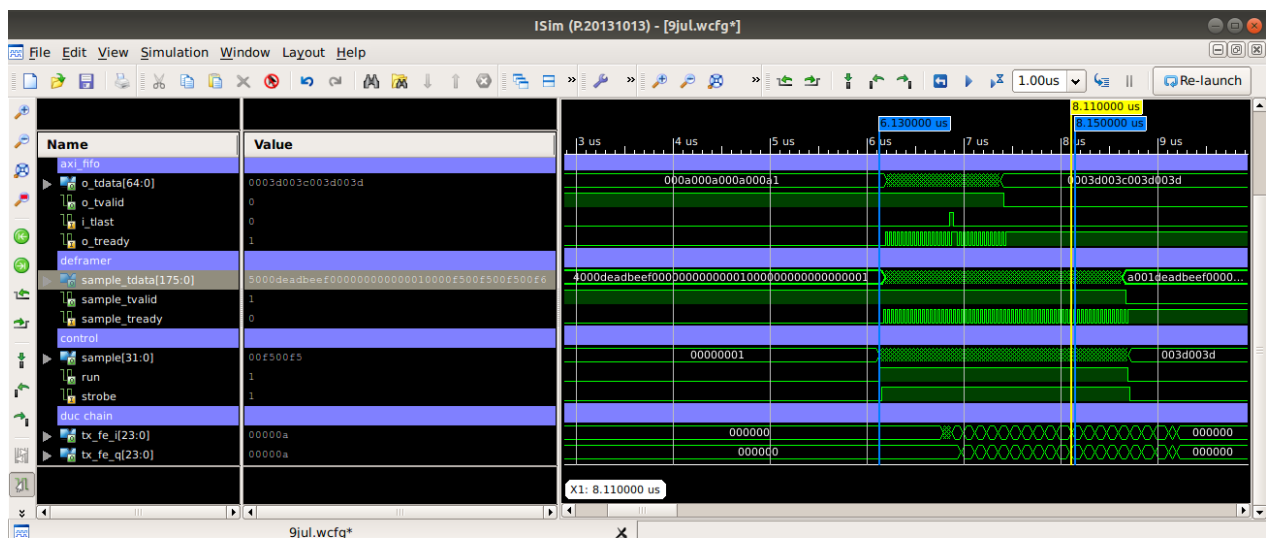 ISim (P.20131013) - [9jul.wcfg*]
File Edit View Simulation Window Layout Help
» » » 1.00us Re-launch
8.110000 us
6.130000 us 8.150000 us
Name Value 3 us 4 us 5 us 6 us 7 us 8 us 9 us
axi_fifo
o_tdata[64:0] 0003d003c003d003d 000a000a000a000a1 0003d003c003d003d
o_tvalid 0
i_tlast 0
o_tready 1
deframer
sample_tdata[175:0] 5000deadbeef0000000000000010000f500f500f500f6 4000deadbeef00000000000000100000000000000001 a001deadbeef0000...
sample_tvalid 1
sample_tready 0
control
sample[31:0] 00f500f5 00000001 003d003d
run 1
strobe 1
duc chain
tx_fe_i[23:0] 00000a 000000 000000
tx_fe_q[23:0] 00000a 000000 000000
X1: 8.110000 us
9jul.wcfg*